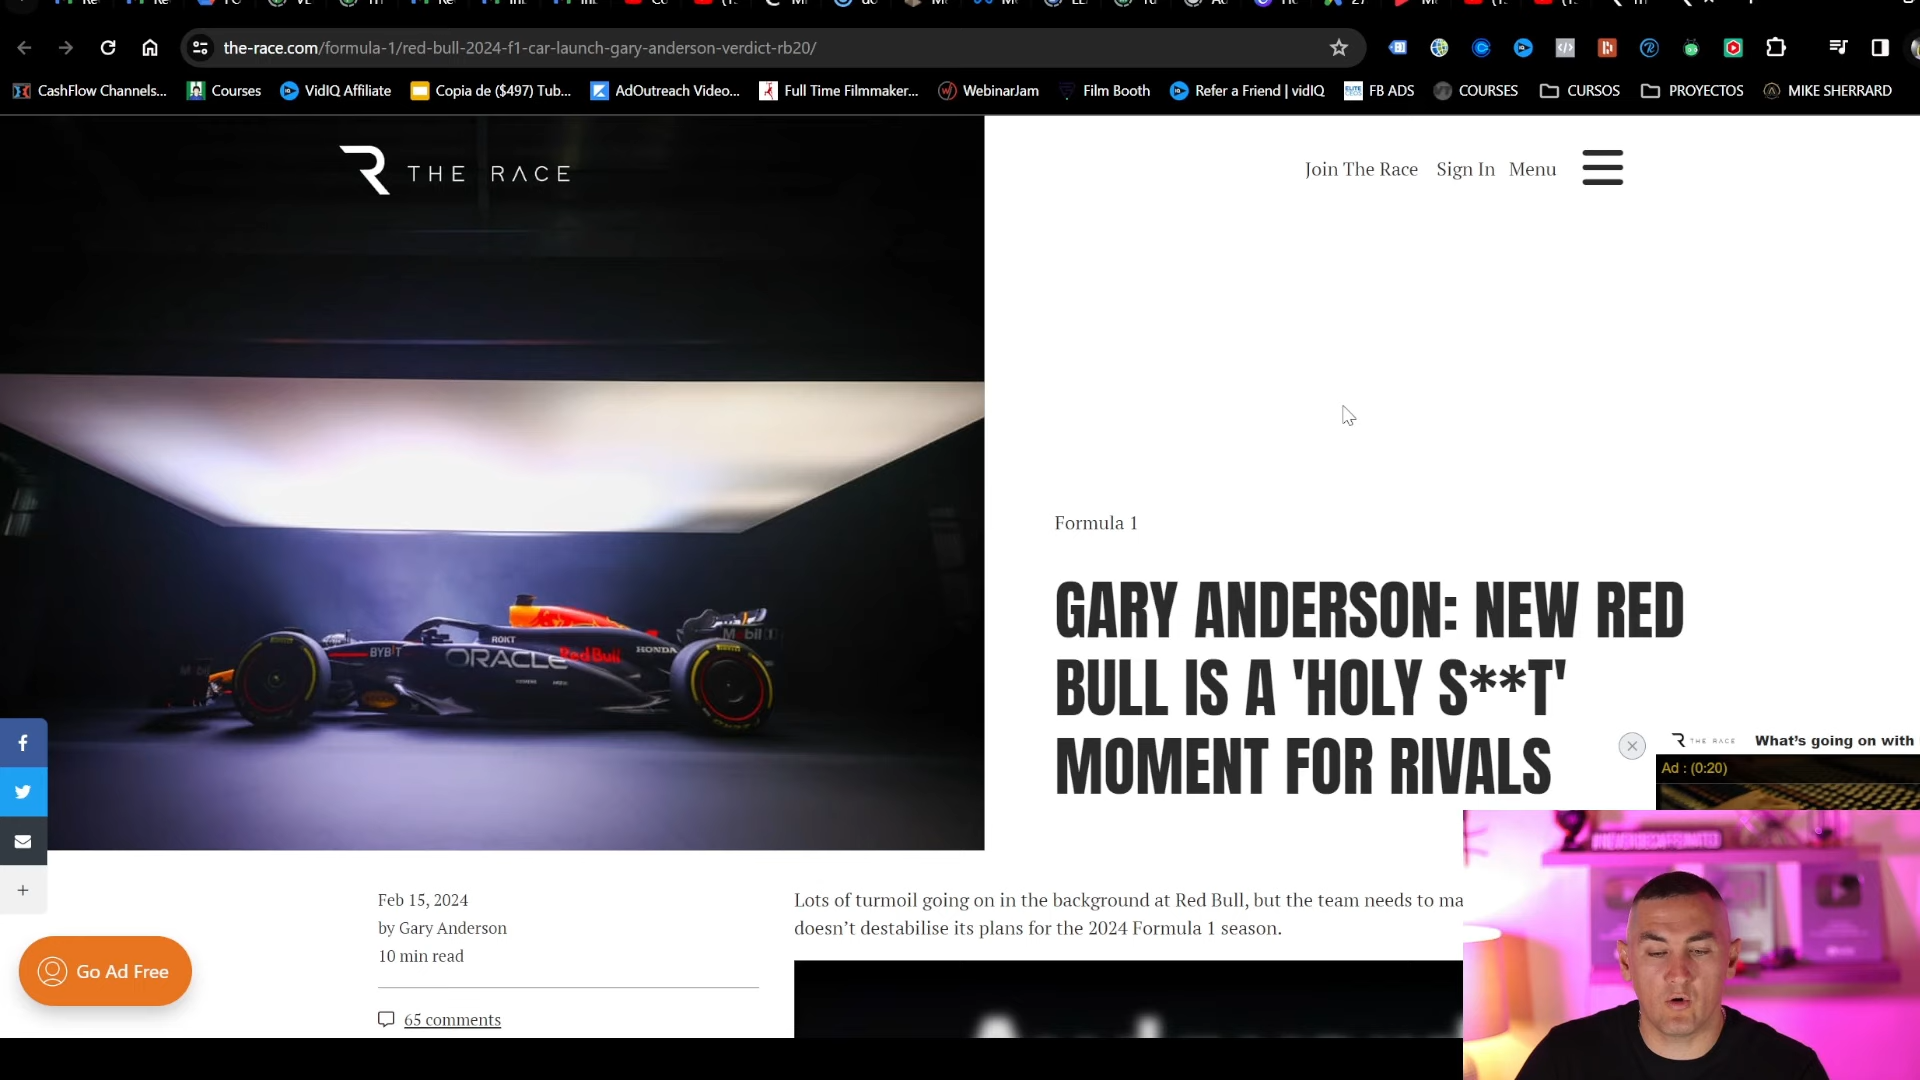 the-race.com/formula-1/red-bull-2024-f1-car-launch-gary-anderson-verdict-rb20/
CashFlow Channels... Courses VidIQ Affiliate Copia de ($497) Tub... AdOutreach Video... Full Time Filmmaker... WebinarJam Film Booth Refer a Friend | vidIQ FB ADS COURSES CURSOS PROYECTOS MIKE SHERRARD
THE RACE
Join The Race Sign In Menu
Formula 1
GARY ANDERSON: NEW RED
BULL IS A 'HOLY S**T'
MOMENT FOR RIVALS
ROKT
BYBIT
ORACLE Red Bull
HONDA
Mobil 1
THE RACE What's going on with
Ad : (0:20)
Feb 15, 2024
by Gary Anderson
10 min read
65 comments
Lots of turmoil going on in the background at Red Bull, but the team needs to ma
doesn't destabilise its plans for the 2024 Formula 1 season.
Go Ad Free